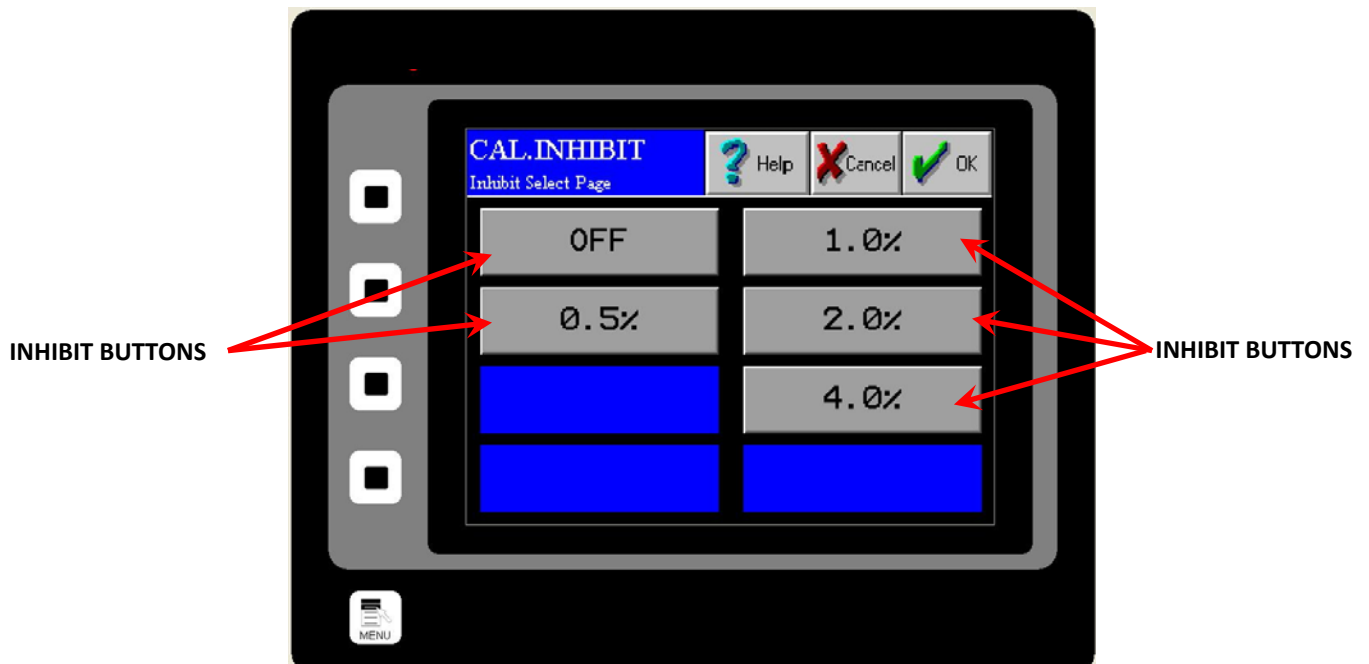 CAL.INHIBIT
Inhibit Select Page
Help
Cancel
OK
OFF
1.0%
0.5%
2.0%
INHIBIT BUTTONS
INHIBIT BUTTONS
4.0%
MENU